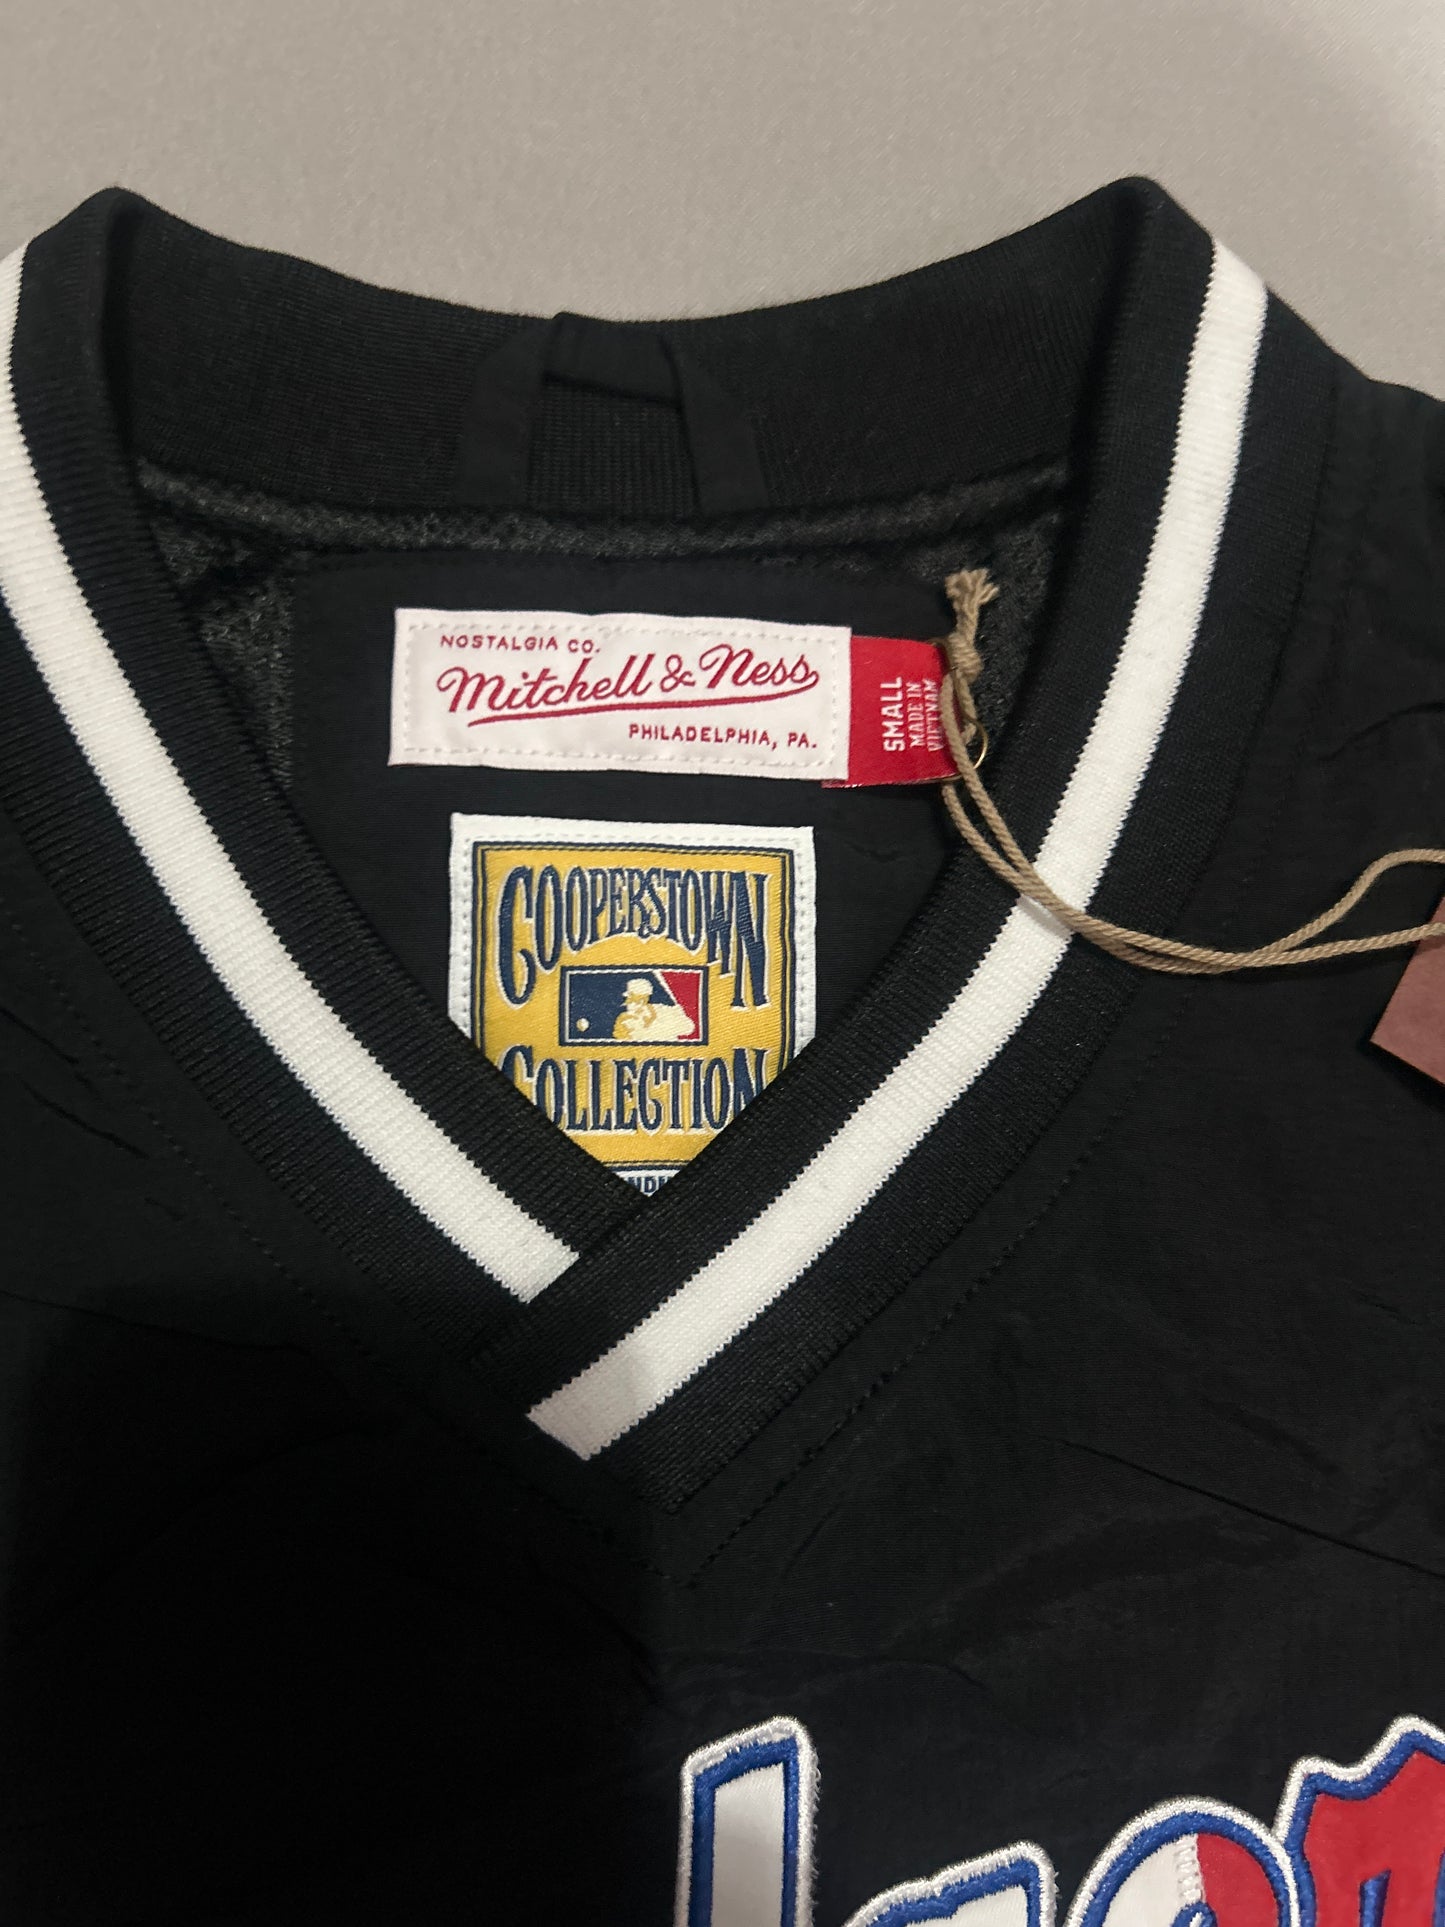 NOSTALGIA CO.
Mitchell & Ness
PHILADELPHIA, PA.
SMALL
MADE IN
VIETNAM
COOPERSTOWN
COLLECTION